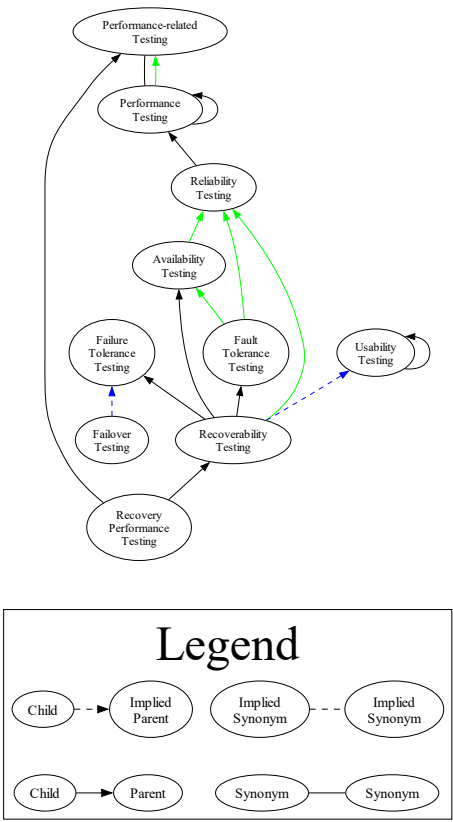 Performance-related
Testing
Performance
Testing
Reliability
Testing
Availability
Testing
Failure
Tolerance
Testing
Fault
Tolerance
Testing
Usability
Testing
Failover
Testing
Recoverability
Testing
Recovery
Performance
Testing
Legend
Child
Implied
Parent
Implied
Synonym
Implied
Synonym
Child
Parent
Synonym
Synonym